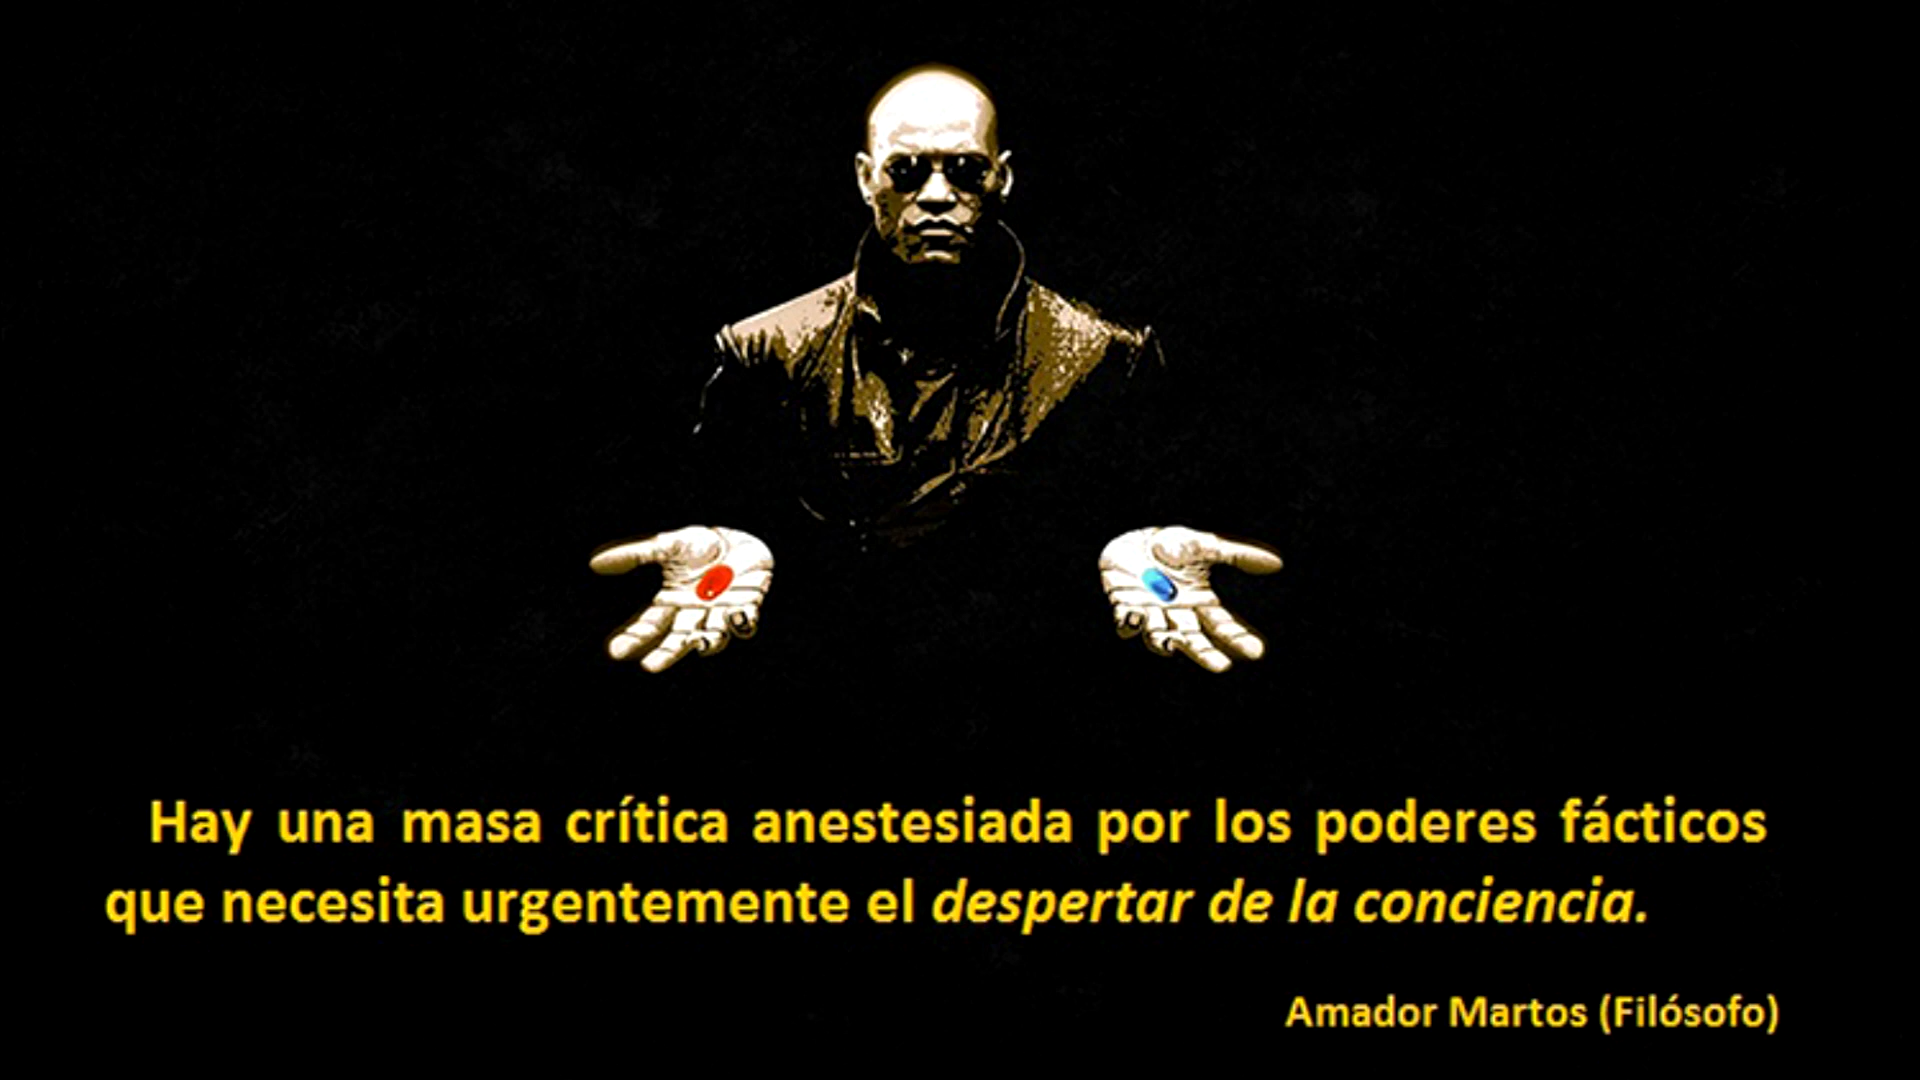 Hay una masa crítica anestesiada por los poderes fácticos
que necesita urgentemente el despertar de la conciencia.
Amador Martos (Filósofo)